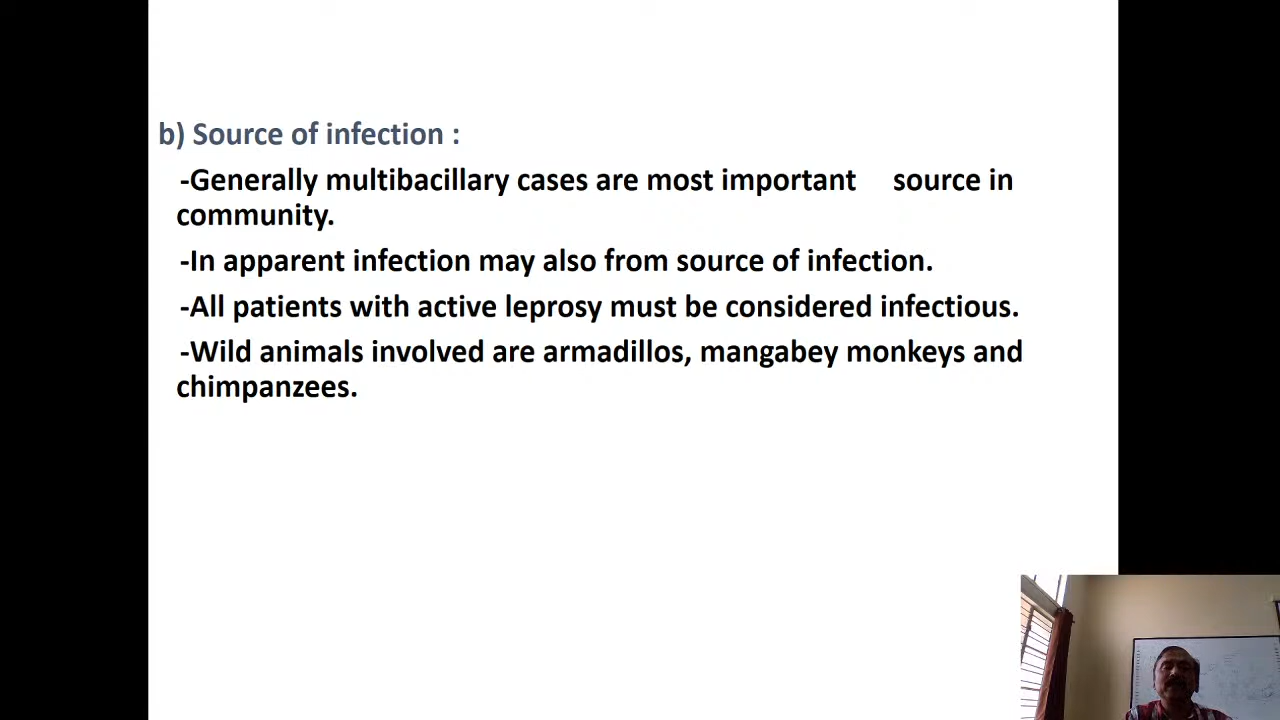 b) Source of infection :
-Generally multibacillary cases are most important source in
community.
-In apparent infection may also from source of infection.
-All patients with active leprosy must be considered infectious.
-Wild animals involved are armadillos, mangabey monkeys and
chimpanzees.